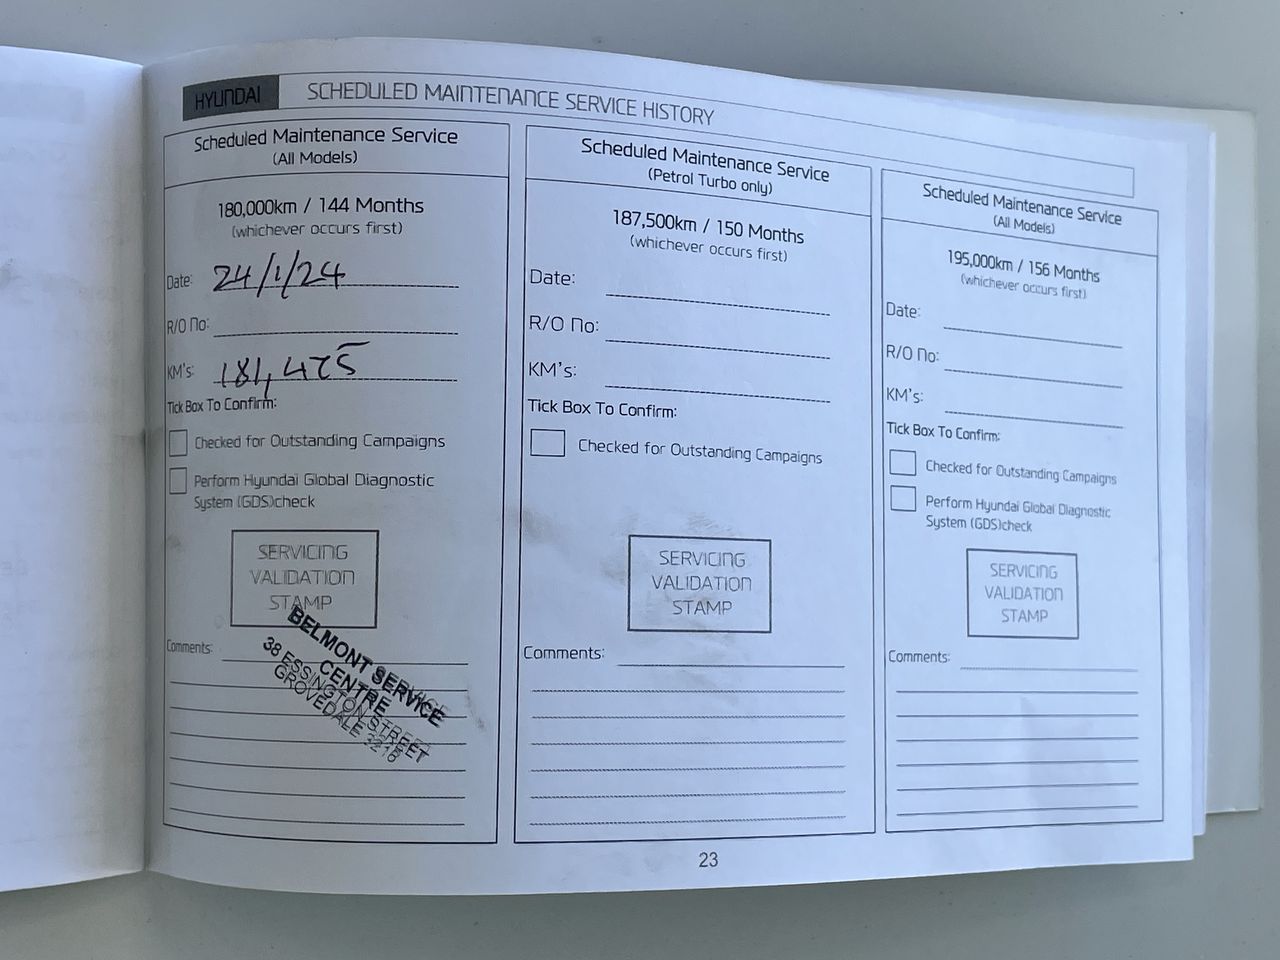 HYUNDAI
SCHEDULED MAINTENANCE SERVICE HISTORY
Scheduled Maintenance Service
(All Models)
180,000km / 144 Months
(whichever occurs first)
Date: 24/1/24
R/O No:
KM's: 181,475
Tick Box To Confirm:
Checked for Outstanding Campaigns
Perform Hyundai Global Diagnostic
System (GDS)check
SERVICING
VALIDATION
STAMP
Comments:
BELMONT SERVICE
CENTRE
38 ESSINGTON STREET
GROVEDALE 3216
Scheduled Maintenance Service
(Petrol Turbo only)
187,500km / 150 Months
(whichever occurs first)
Date:
R/O No:
KM's:
Tick Box To Confirm:
Checked for Outstanding Campaigns
SERVICING
VALIDATION
STAMP
Comments:
Scheduled Maintenance Service
(All Models)
195,000km / 156 Months
(whichever occurs first)
Date:
R/O No:
KM's:
Tick Box To Confirm:
Checked for Outstanding Campaigns
Perform Hyundai Global Diagnostic
System (GDS)check
SERVICING
VALIDATION
STAMP
Comments:
23